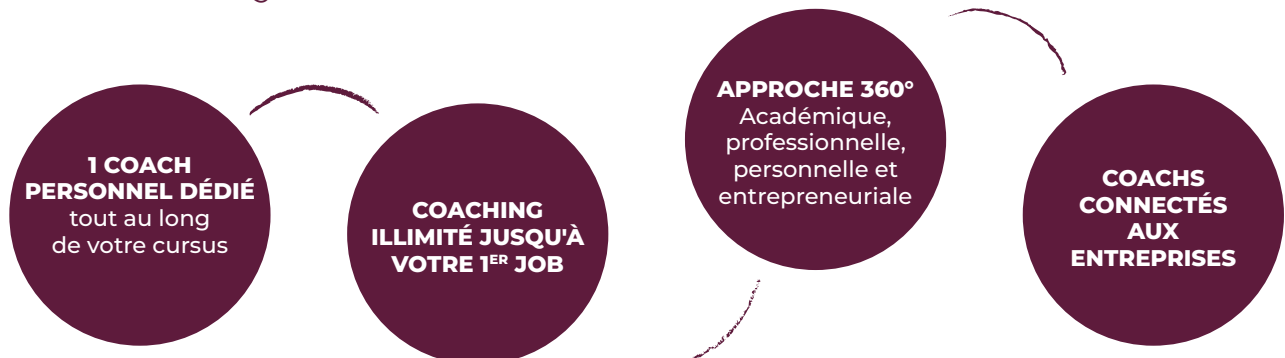 1 COACH
PERSONNEL DÉDIÉ
tout au long
de votre cursus
COACHING
ILLIMITÉ JUSQU'À
VOTRE 1ER JOB
APPROCHE 360°
Académique,
professionnelle,
personnelle et
entrepreneuriale
COACHS
CONNECTÉS
AUX
ENTREPRISES